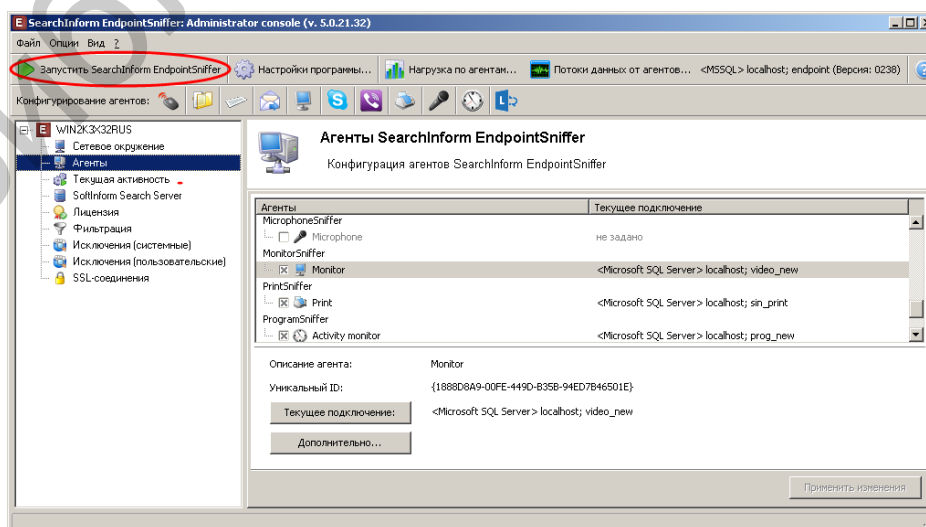 SearchInform EndpointSniffer: Administrator console (v. 5.0.21.32)
Файл Опции Вид ?
Запустить SearchInform EndpointSniffer Настройки программы... Нагрузка по агентам... Потоки данных от агентов... <MSSQL> localhost; endpoint (Версия: 0238)
Конфигурирование агентов:
WIN2K3X32RUS
Сетевое окружение
Агенты
Текущая активность
SoftInform Search Server
Лицензия
Фильтрация
Исключения (системные)
Исключения (пользовательские)
SSL-соединения
Агенты SearchInform EndpointSniffer
Конфигурация агентов SearchInform EndpointSniffer
Агенты Текущее подключение
MicrophoneSniffer
Microphone не задано
MonitorSniffer
Monitor <Microsoft SQL Server> localhost; video_new
PrintSniffer
Print <Microsoft SQL Server> localhost; sin_print
ProgramSniffer
Activity monitor <Microsoft SQL Server> localhost; prog_new
Описание агента: Monitor
Уникальный ID: {1888D8A9-00FE-449D-B35B-94ED7B46501E}
Текущее подключение: <Microsoft SQL Server> localhost; video_new
Дополнительно...
Применить изменения